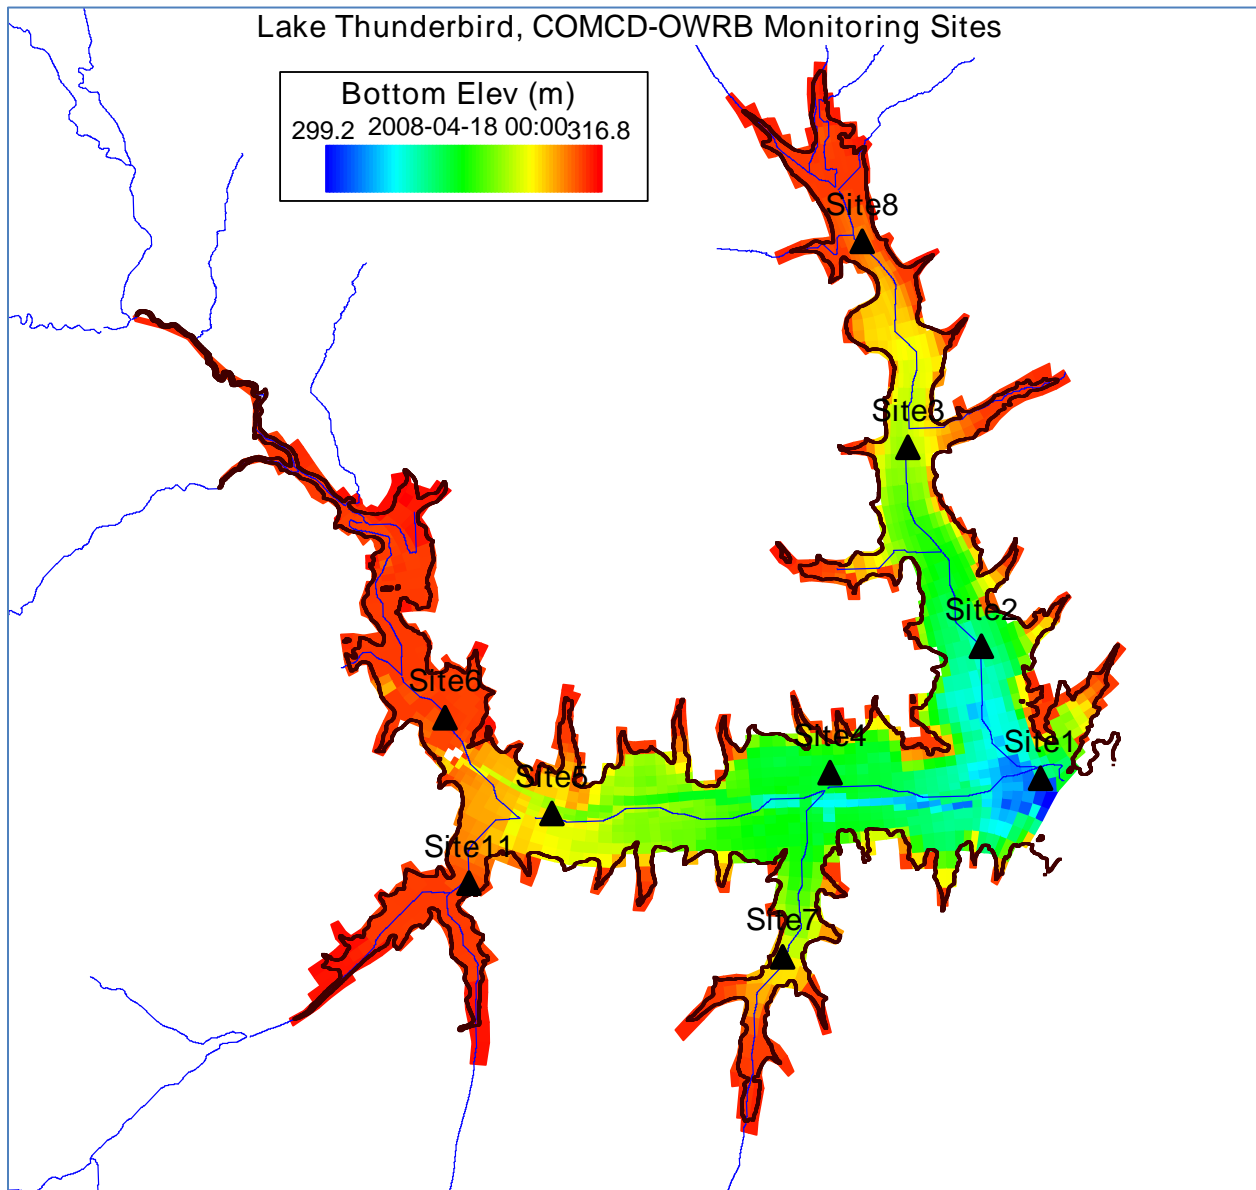 Lake Thunderbird, COMCD-OWRB Monitoring Sites
Bottom Elev (m)
299.2 2008-04-18 00:00 316.8
Site8
Site3
Site2
Site6
Site4
Site1
Site5
Site11
Site7